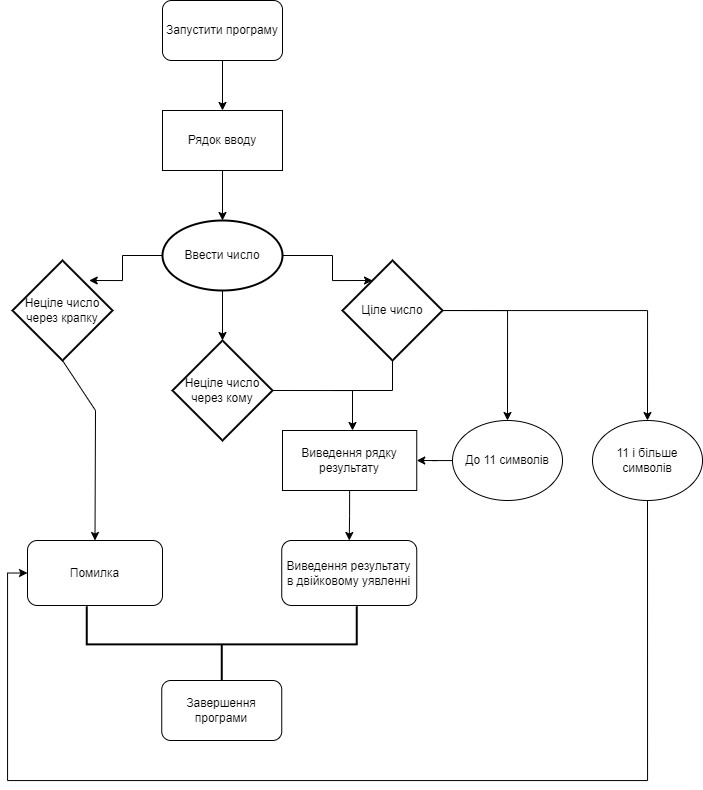 Запустити програму
Рядок вводу
Ввести число
Неціле число
через крапку
Ціле число
Неціле число
через кому
Виведення рядку
результату
До 11 символів
11 і більше
символів
Помилка
Виведення результату
в двійковому уявленні
Завершення
програми